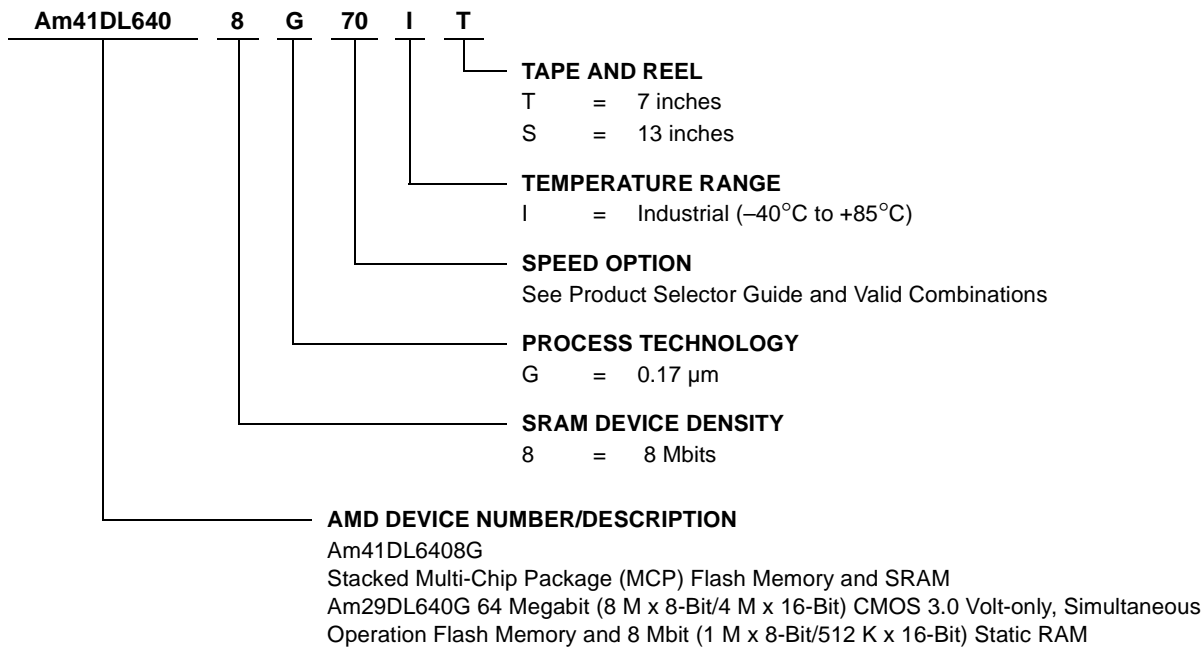 Am41DL640 8 G 70 I T
TAPE AND REEL
T = 7 inches
S = 13 inches
TEMPERATURE RANGE
I = Industrial (–40°C to +85°C)
SPEED OPTION
See Product Selector Guide and Valid Combinations
PROCESS TECHNOLOGY
G = 0.17 µm
SRAM DEVICE DENSITY
8 = 8 Mbits
AMD DEVICE NUMBER/DESCRIPTION
Am41DL6408G
Stacked Multi-Chip Package (MCP) Flash Memory and SRAM
Am29DL640G 64 Megabit (8 M x 8-Bit/4 M x 16-Bit) CMOS 3.0 Volt-only, Simultaneous
Operation Flash Memory and 8 Mbit (1 M x 8-Bit/512 K x 16-Bit) Static RAM